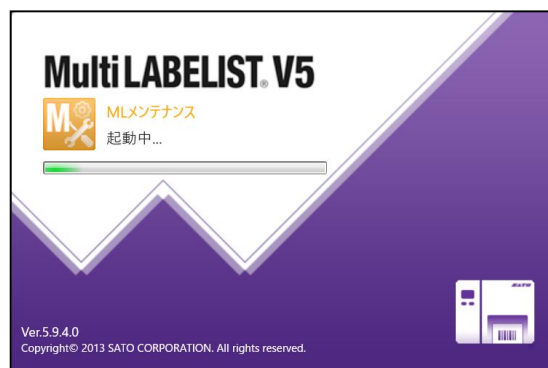 Multi LABELIST® V5
M
MLメンテナンス
起動中...
SATO
Ver.5.9.4.0
Copyright© 2013 SATO CORPORATION. All rights reserved.